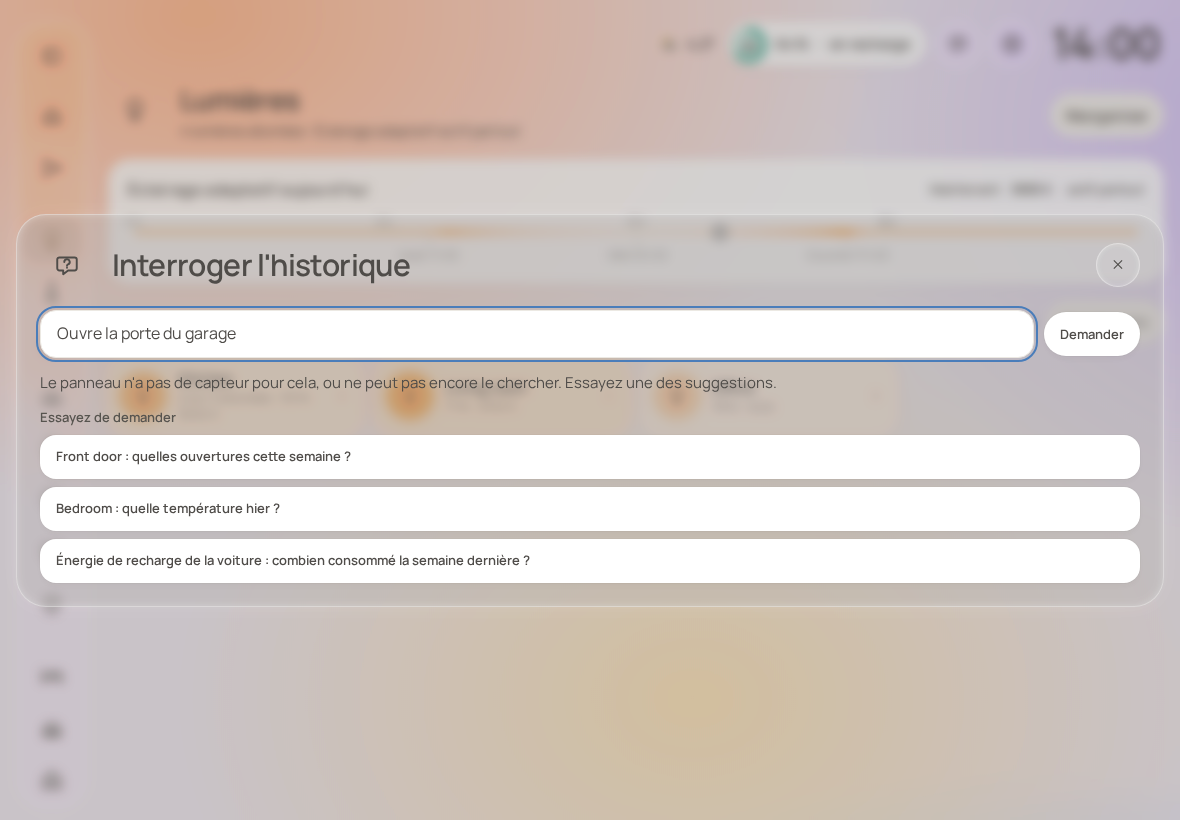 14:00
Lumières
Interroger l'historique
Ouvre la porte du garage
Demander
Le panneau n'a pas de capteur pour cela, ou ne peut pas encore le chercher. Essayez une des suggestions.
Essayez de demander
Front door : quelles ouvertures cette semaine ?
Bedroom : quelle température hier ?
Énergie de recharge de la voiture : combien consommé la semaine dernière ?